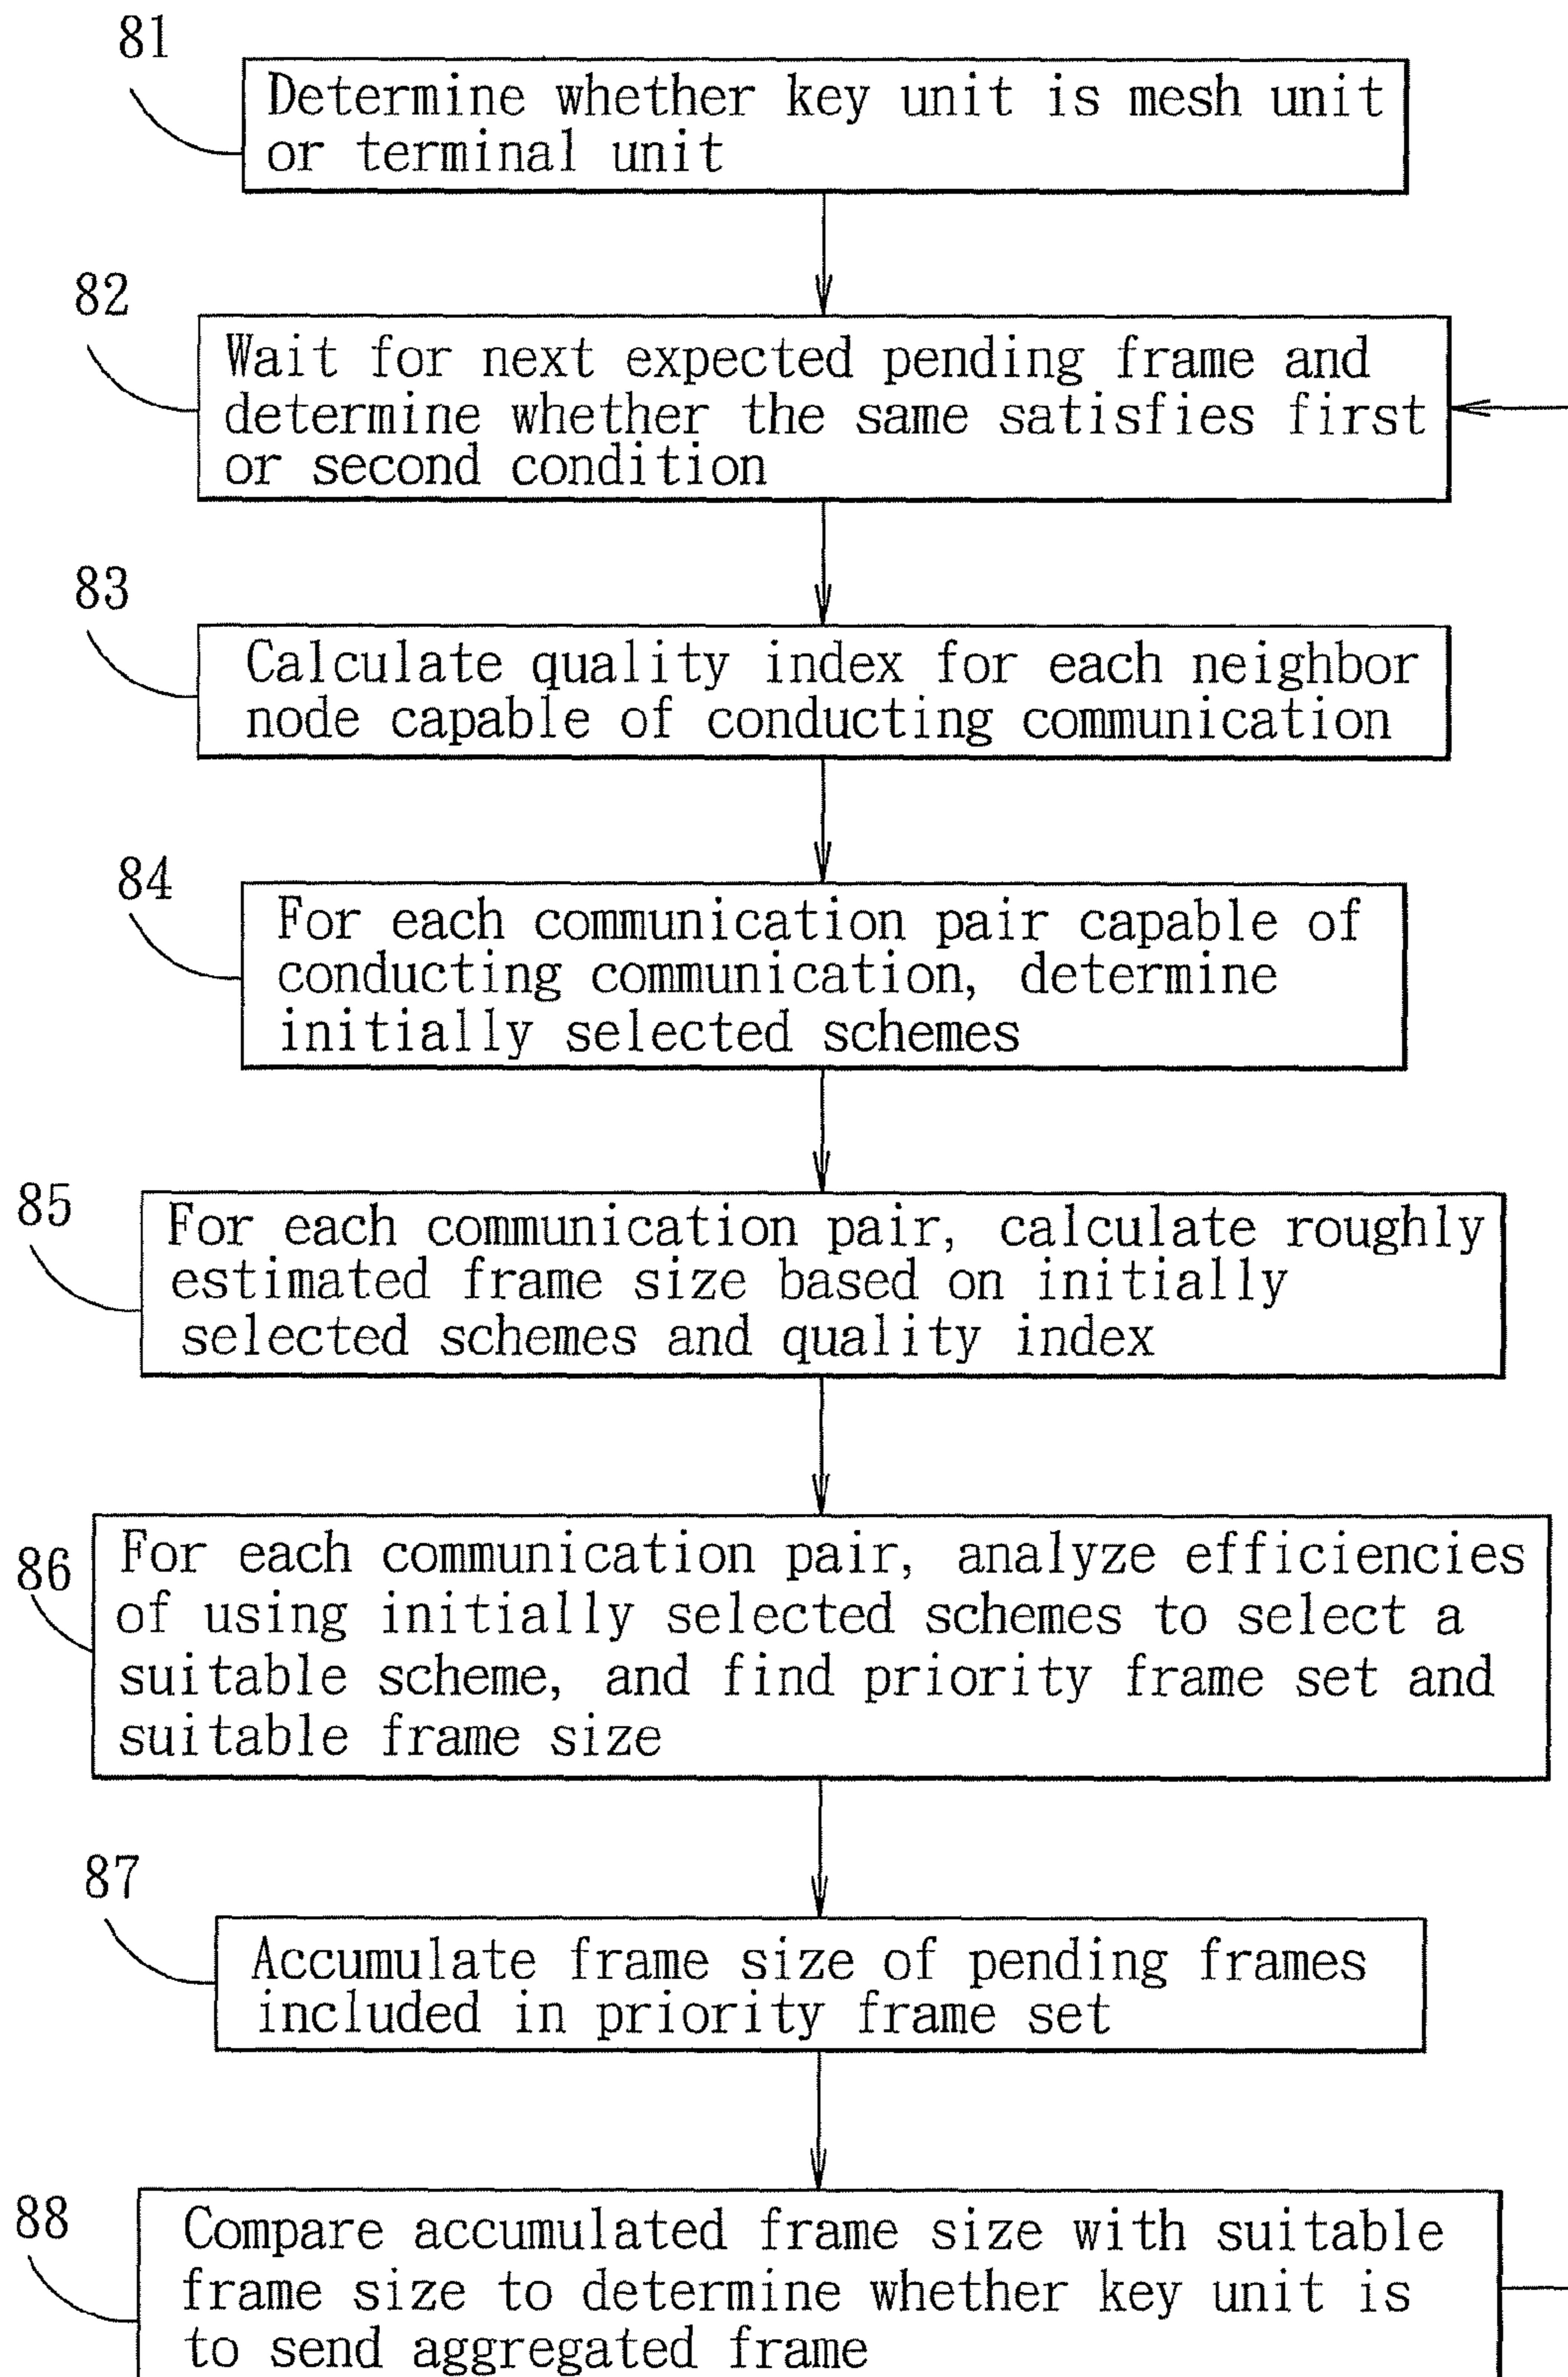 81
Determine whether key unit is mesh unit
or terminal unit
82
Wait for next expected pending frame and
determine whether the same satisfies first
or second condition
83
Calculate quality index for each neighbor
node capable of conducting communication
84
For each communication pair capable of
conducting communication, determine
initially selected schemes
85
For each communication pair, calculate roughly
estimated frame size based on initially
selected schemes and quality index
86
For each communication pair, analyze efficiencies
of using initially selected schemes to select a
suitable scheme, and find priority frame set and
suitable frame size
87
Accumulate frame size of pending frames
included in priority frame set
88
Compare accumulated frame size with suitable
frame size to determine whether key unit is
to send aggregated frame